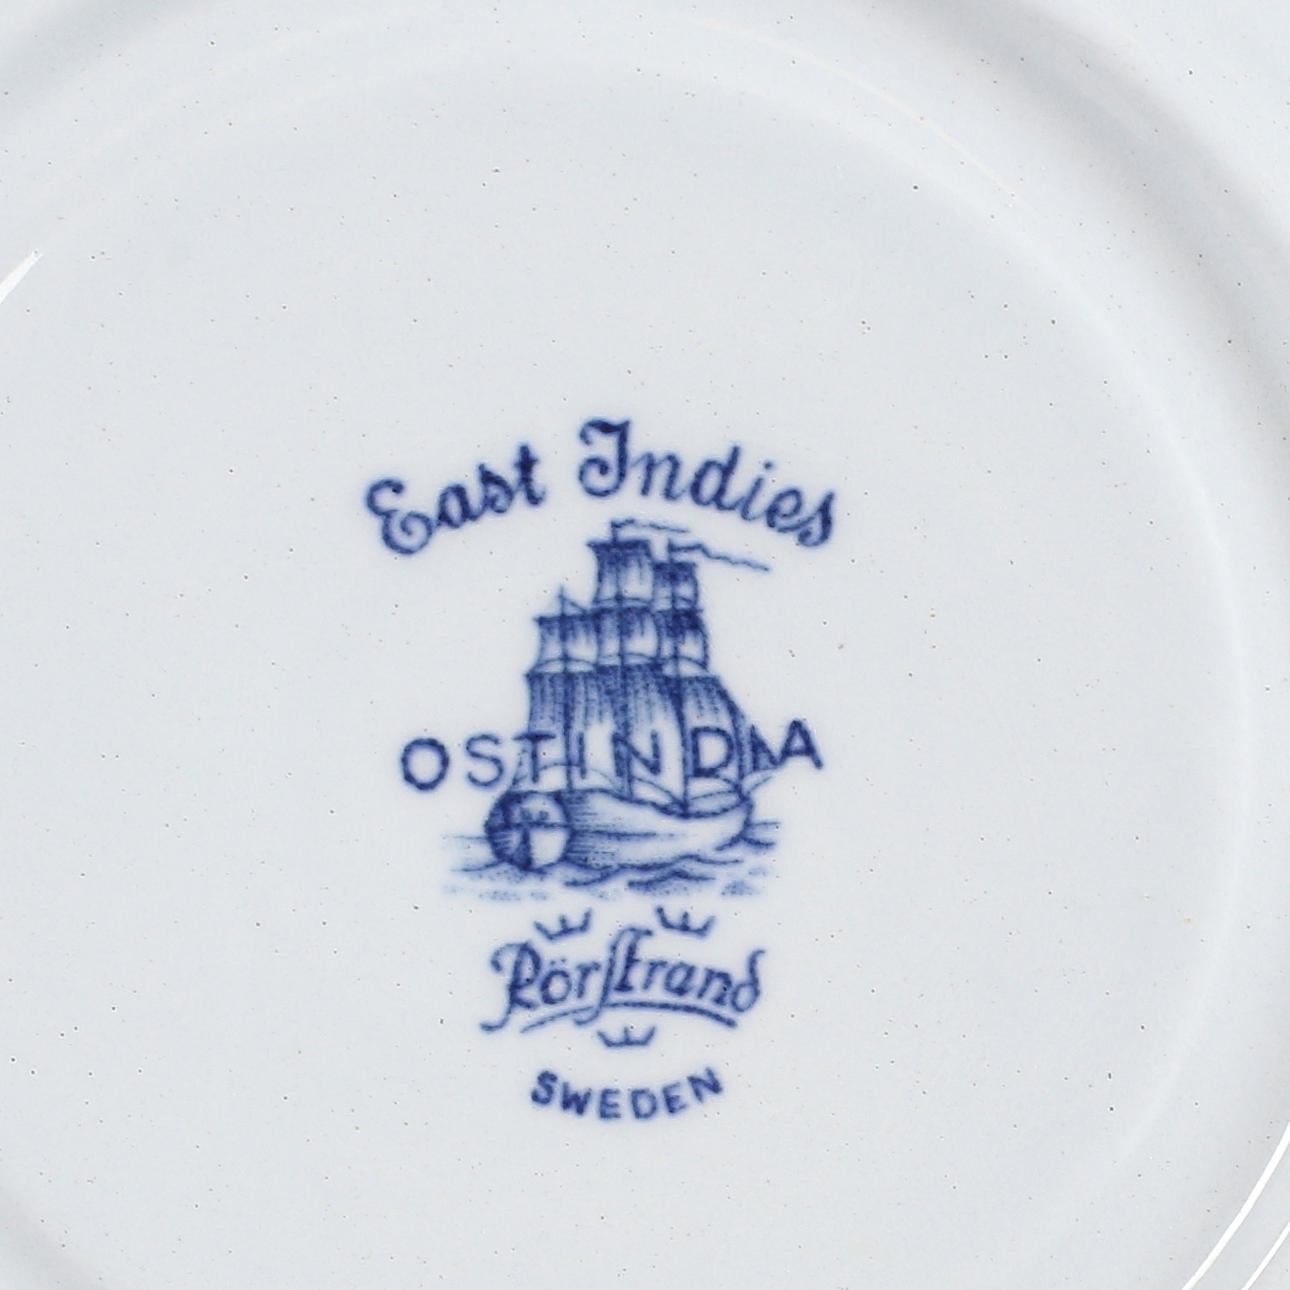 East Indies
OSTINDIA
Rörstrand
SWEDEN